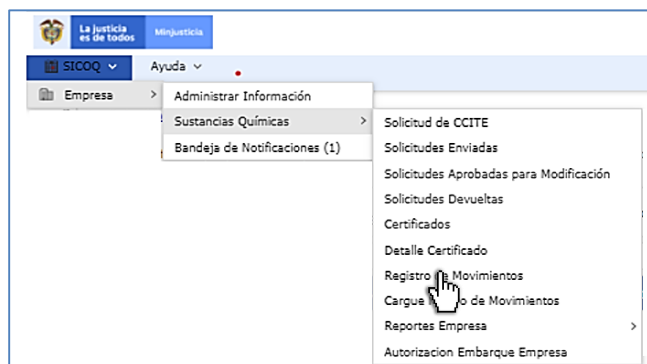 La justicia
es de todos
Minjusticia
SICOQ
Ayuda
Empresa
Administrar Información
Sustancias Químicas
Bandeja de Notificaciones (1)
Solicitud de CCITE
Solicitudes Enviadas
Solicitudes Aprobadas para Modificación
Solicitudes Devueltas
Certificados
Detalle Certificado
Registro de Movimientos
Cargue de Movimientos
Reportes Empresa
Autorizacion Embarque Empresa